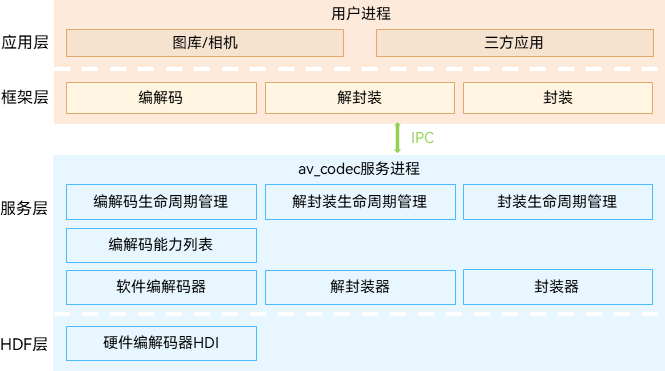 用户进程
应用层
图库/相机
三方应用
框架层
编解码
解封装
封装
IPC
av_codec服务进程
服务层
编解码生命周期管理
解封装生命周期管理
封装生命周期管理
编解码能力列表
软件编解码器
解封装器
封装器
HDF层
硬件编解码器HDI